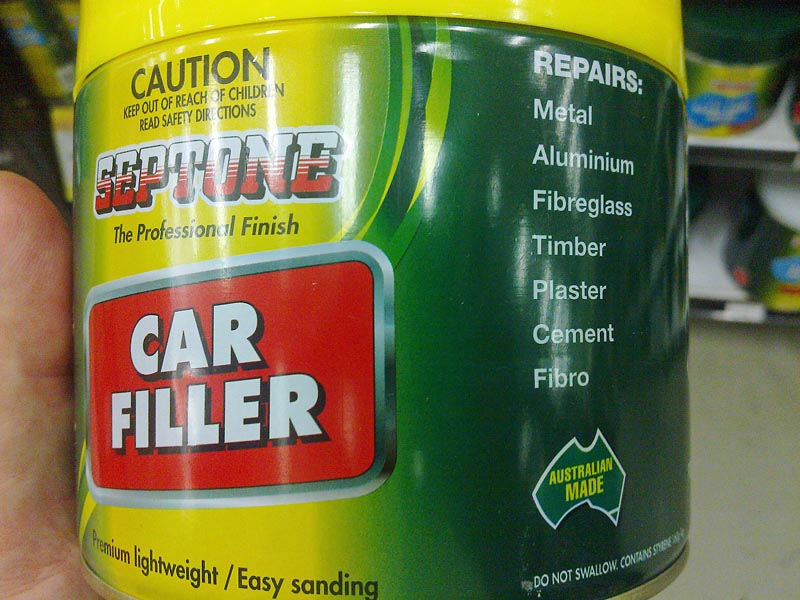 CAUTION
KEEP OUT OF REACH OF CHILDREN
READ SAFETY DIRECTIONS
SEPTONE
The Professional Finish
CAR
FILLER
Premium lightweight / Easy sanding
REPAIRS:
Metal
Aluminium
Fibreglass
Timber
Plaster
Cement
Fibro
AUSTRALIAN
MADE
DO NOT SWALLOW. CONTAINS STYRENE